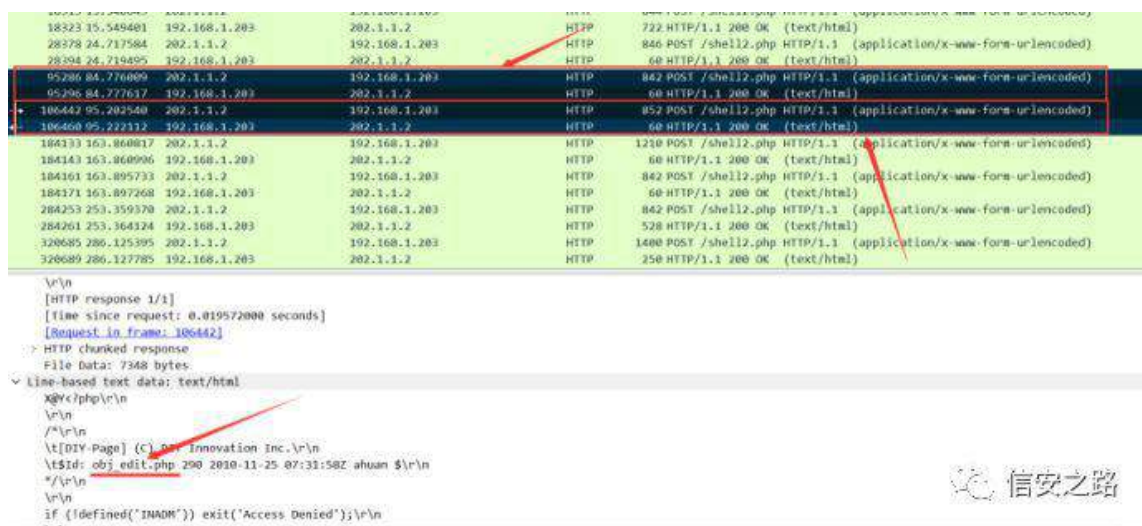 18323 15.549401 192.168.1.203 202.1.1.2 HTTP 722 HTTP/1.1 200 OK (text/html)
28378 24.717584 202.1.1.2 192.168.1.203 HTTP 846 POST /shell2.php HTTP/1.1 (application/x-www-form-urlencoded)
28394 24.719495 192.168.1.203 202.1.1.2 HTTP 60 HTTP/1.1 200 OK (text/html)
95286 84.776009 202.1.1.2 192.168.1.203 HTTP 842 POST /shell2.php HTTP/1.1 (application/x-www-form-urlencoded)
95296 84.777617 192.168.1.203 202.1.1.2 HTTP 60 HTTP/1.1 200 OK (text/html)
106442 95.202540 202.1.1.2 192.168.1.203 HTTP 852 POST /shell2.php HTTP/1.1 (application/x-www-form-urlencoded)
106460 95.222112 192.168.1.203 202.1.1.2 HTTP 60 HTTP/1.1 200 OK (text/html)
184133 163.860817 202.1.1.2 192.168.1.203 HTTP 1210 POST /shell2.php HTTP/1.1 (application/x-www-form-urlencoded)
184143 163.860996 192.168.1.203 202.1.1.2 HTTP 60 HTTP/1.1 200 OK (text/html)
184161 163.895733 202.1.1.2 192.168.1.203 HTTP 842 POST /shell2.php HTTP/1.1 (application/x-www-form-urlencoded)
184171 163.897268 192.168.1.203 202.1.1.2 HTTP 60 HTTP/1.1 200 OK (text/html)
284253 253.359370 202.1.1.2 192.168.1.203 HTTP 842 POST /shell2.php HTTP/1.1 (application/x-www-form-urlencoded)
284261 253.364124 192.168.1.203 202.1.1.2 HTTP 528 HTTP/1.1 200 OK (text/html)
320685 286.125395 202.1.1.2 192.168.1.203 HTTP 1400 POST /shell2.php HTTP/1.1 (application/x-www-form-urlencoded)
320689 286.127785 192.168.1.203 202.1.1.2 HTTP 250 HTTP/1.1 200 OK (text/html)
\r\n
[HTTP response 1/1]
[Time since request: 0.019572000 seconds]
[Request in frame: 106442]
HTTP chunked response
File Data: 7348 bytes
Line-based text data: text/html
X@Y<?php\r\n
\r\n
/*\r\n
\t[DIY-Page] (C) DIY Innovation Inc.\r\n
\t$Id: obj_edit.php 290 2010-11-25 07:31:58Z ahuan $\r\n
*/\r\n
\r\n
if (!defined('INADM')) exit('Access Denied');\r\n
信安之路